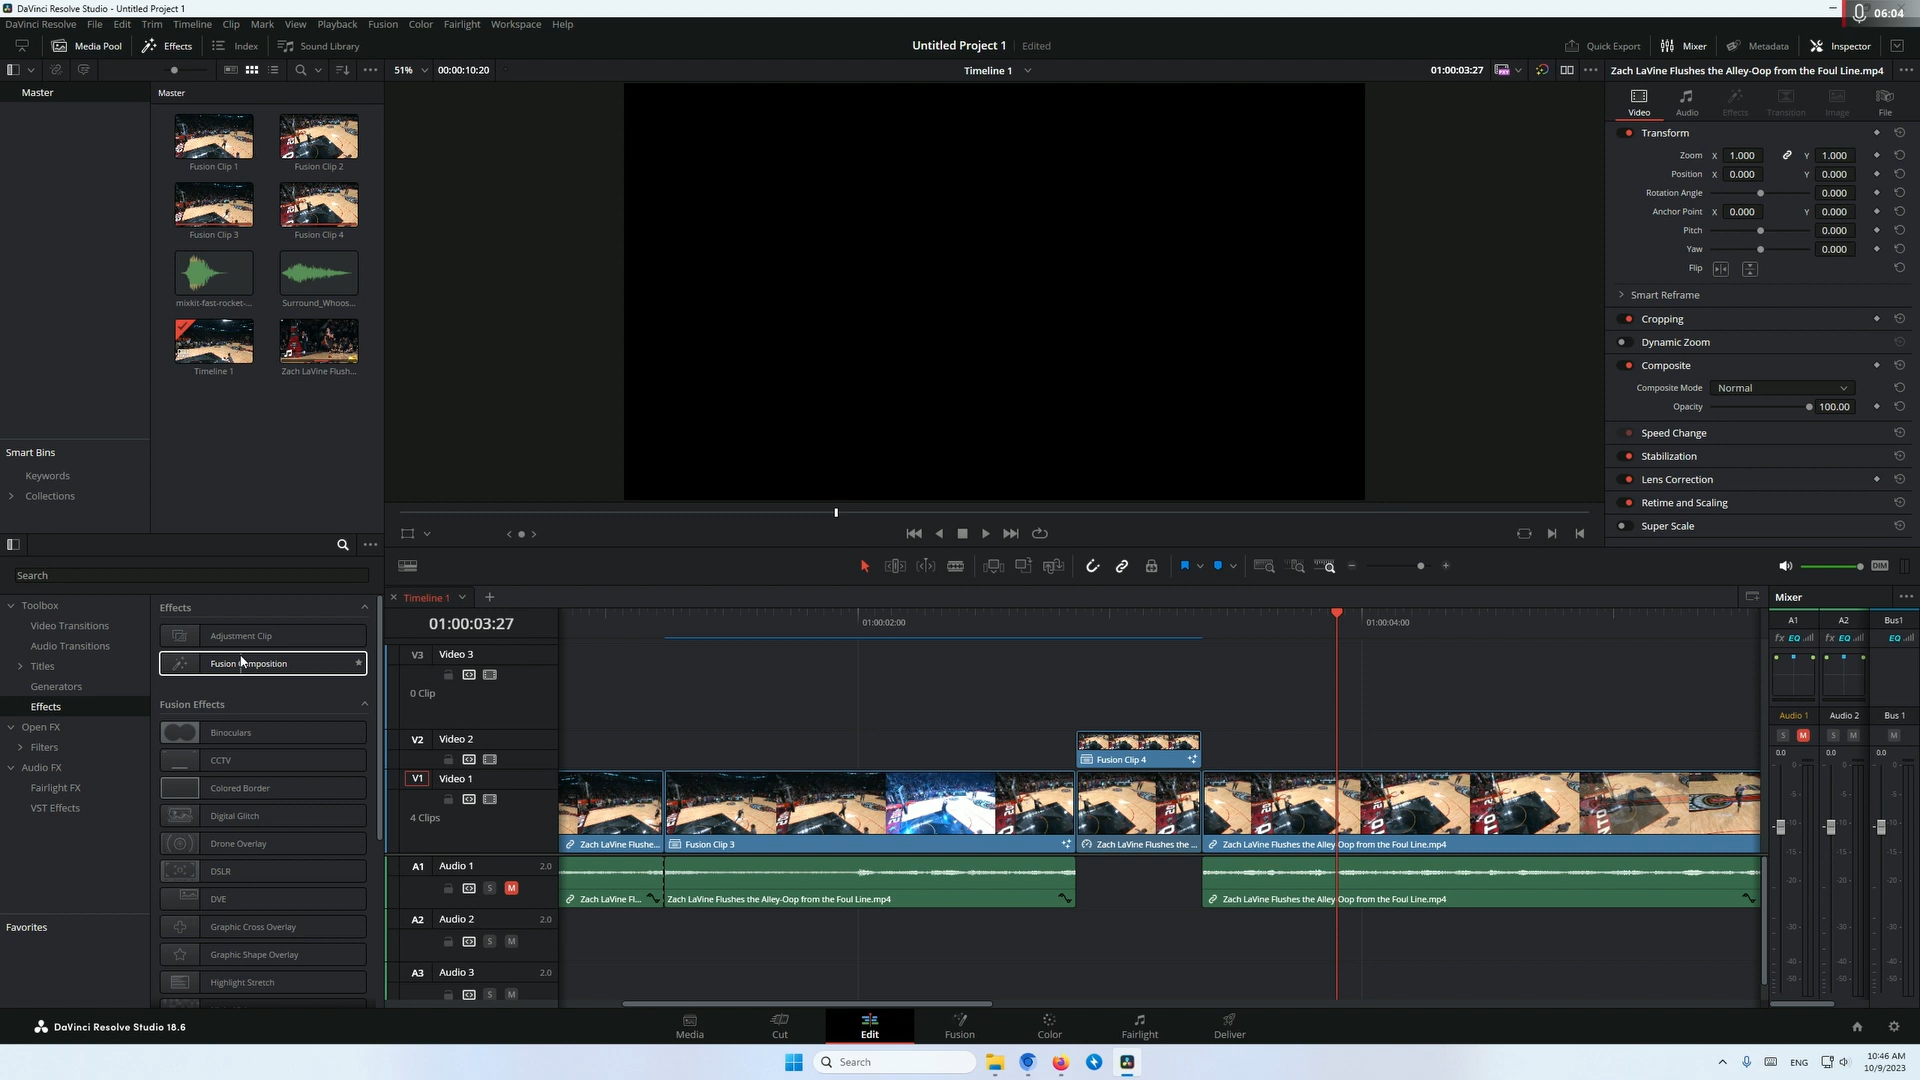 DaVinci Resolve Studio - Untitled Project 1
06:04
DaVinci Resolve File Edit Trim Timeline Clip Mark View Playback Fusion Color Fairlight Workspace Help
Media Pool Effects Index Sound Library
Untitled Project 1 Edited
Quick Export Mixer Metadata Inspector
51% 00:00:10:20
Timeline 1
01:00:03:27
Zach LaVine Flushes the Alley-Oop from the Foul Line.mp4
Master
Master
Fusion Clip 1
Fusion Clip 2
Fusion Clip 3
Fusion Clip 4
mixkit-fast-rocket-...
Surround_Whoos...
Timeline 1
Zach LaVine Flush...
Smart Bins
Keywords
Collections
Video Audio Effects Transition Image File
Transform
Zoom X 1.000 Y 1.000
Position X 0.000 Y 0.000
Rotation Angle 0.000
Anchor Point X 0.000 Y 0.000
Pitch 0.000
Yaw 0.000
Flip
Smart Reframe
Cropping
Dynamic Zoom
Composite
Composite Mode Normal
Opacity 100.00
Speed Change
Stabilization
Lens Correction
Retime and Scaling
Super Scale
Search
Toolbox
Video Transitions
Audio Transitions
Titles
Generators
Effects
Open FX
Filters
Audio FX
Fairlight FX
VST Effects
Favorites
Effects
Adjustment Clip
Fusion Composition
Fusion Effects
Binoculars
CCTV
Colored Border
Digital Glitch
Drone Overlay
DSLR
DVE
Graphic Cross Overlay
Graphic Shape Overlay
Highlight Stretch
DIM
Timeline 1
01:00:03:27
01:00:02:00
01:00:04:00
V3 Video 3
0 Clip
V2 Video 2
Fusion Clip 4
V1 Video 1
4 Clips
Zach LaVine Flushe...
Fusion Clip 3
Zach LaVine Flushes the ...
Zach LaVine Flushes the Alley-Oop from the Foul Line.mp4
A1 Audio 1 2.0
S M
Zach LaVine Fl...
Zach LaVine Flushes the Alley-Oop from the Foul Line.mp4
Zach LaVine Flushes the Alley-Oop from the Foul Line.mp4
A2 Audio 2 2.0
S M
A3 Audio 3 2.0
S M
Mixer
A1 A2 Bus1
fx EQ fx EQ EQ
Audio 1 Audio 2 Bus 1
S M S M M
0.0 0.0 0.0
DaVinci Resolve Studio 18.6
Media Cut Edit Fusion Color Fairlight Deliver
Search
ENG
10:46 AM
10/9/2023